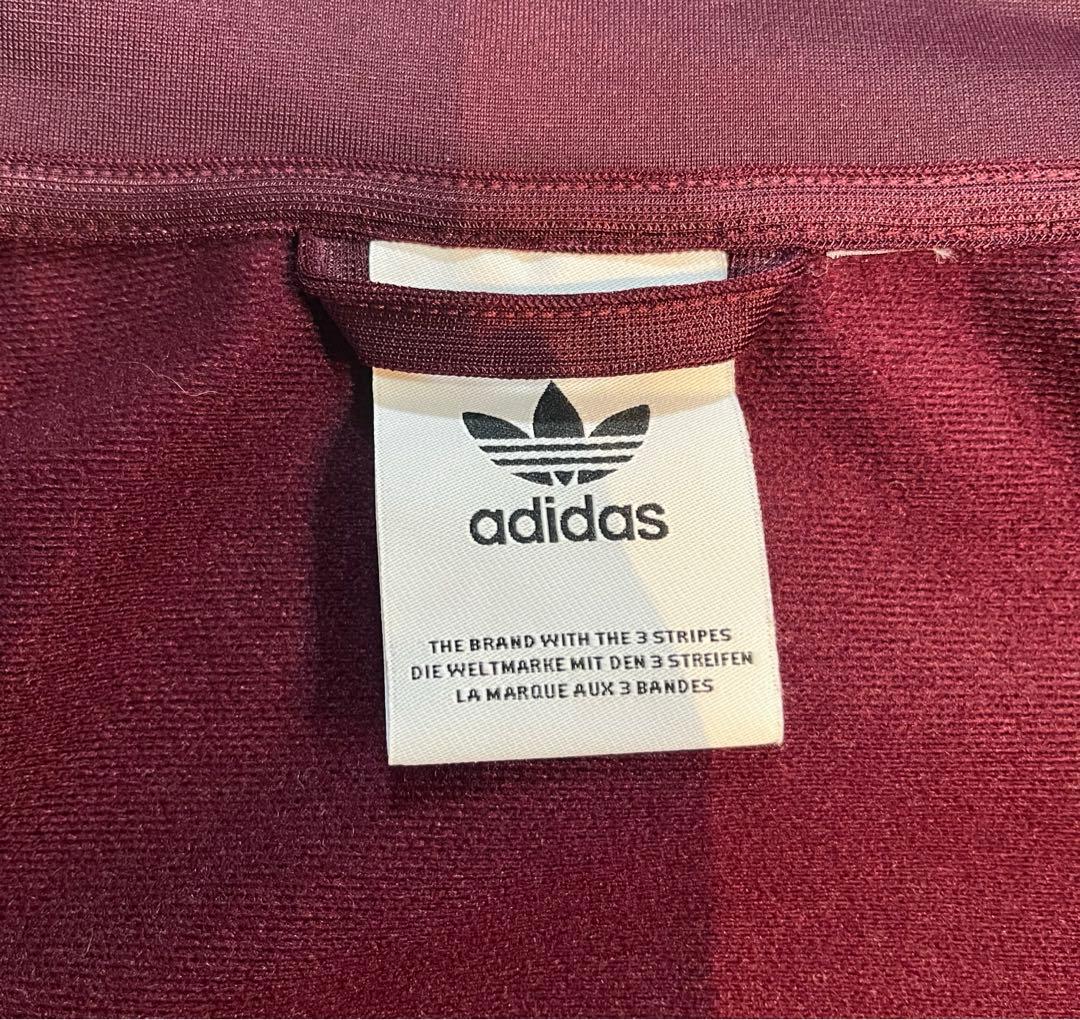 adidas
THE BRAND WITH THE 3 STRIPES
DIE WELTMARKE MIT DEN 3 STREIFEN
LA MARQUE AUX 3 BANDES